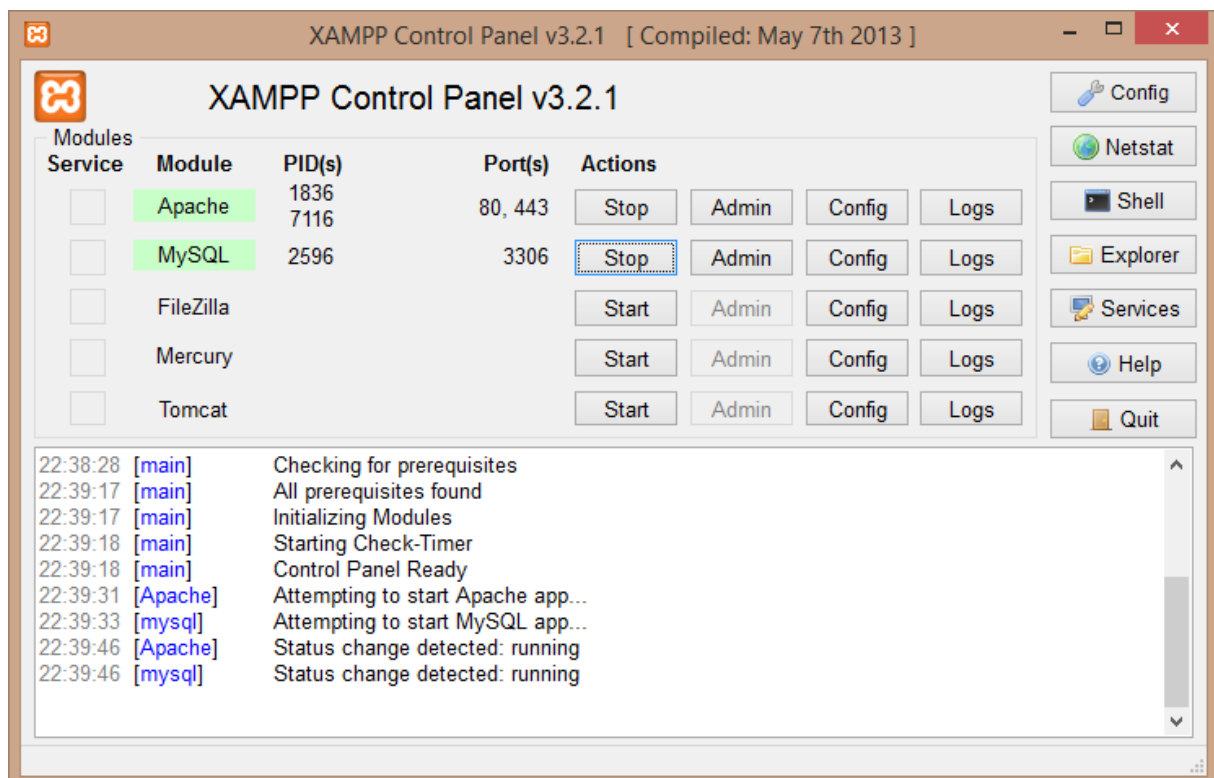 XAMPP Control Panel v3.2.1 [ Compiled: May 7th 2013 ]
XAMPP Control Panel v3.2.1
Config
Modules
Service Module PID(s) Port(s) Actions
Netstat
Apache 1836 7116 80, 443 Stop Admin Config Logs
Shell
MySQL 2596 3306 Stop Admin Config Logs
Explorer
FileZilla Start Admin Config Logs
Services
Mercury Start Admin Config Logs
Help
Tomcat Start Admin Config Logs
Quit
22:38:28 [main] Checking for prerequisites
22:39:17 [main] All prerequisites found
22:39:17 [main] Initializing Modules
22:39:18 [main] Starting Check-Timer
22:39:18 [main] Control Panel Ready
22:39:31 [Apache] Attempting to start Apache app...
22:39:33 [mysql] Attempting to start MySQL app...
22:39:46 [Apache] Status change detected: running
22:39:46 [mysql] Status change detected: running